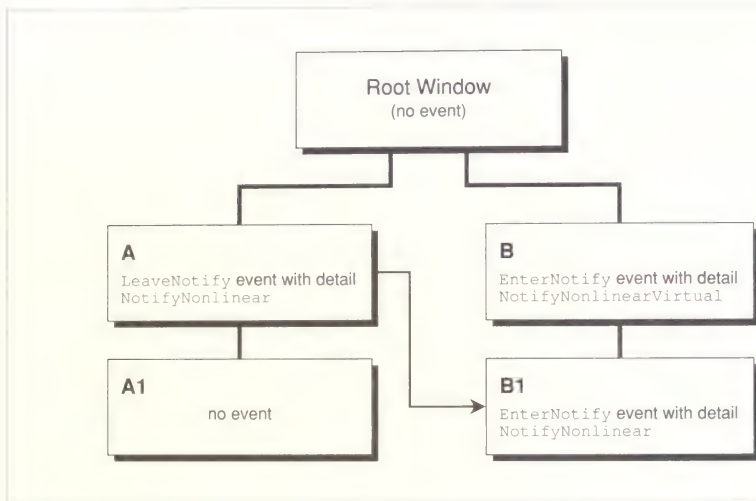 Root Window
(no event)
A
LeaveNotify event with detail
NotifyNonlinear
B
EnterNotify event with detail
NotifyNonlinearVirtual
A1
no event
B1
EnterNotify event with detail
NotifyNonlinear